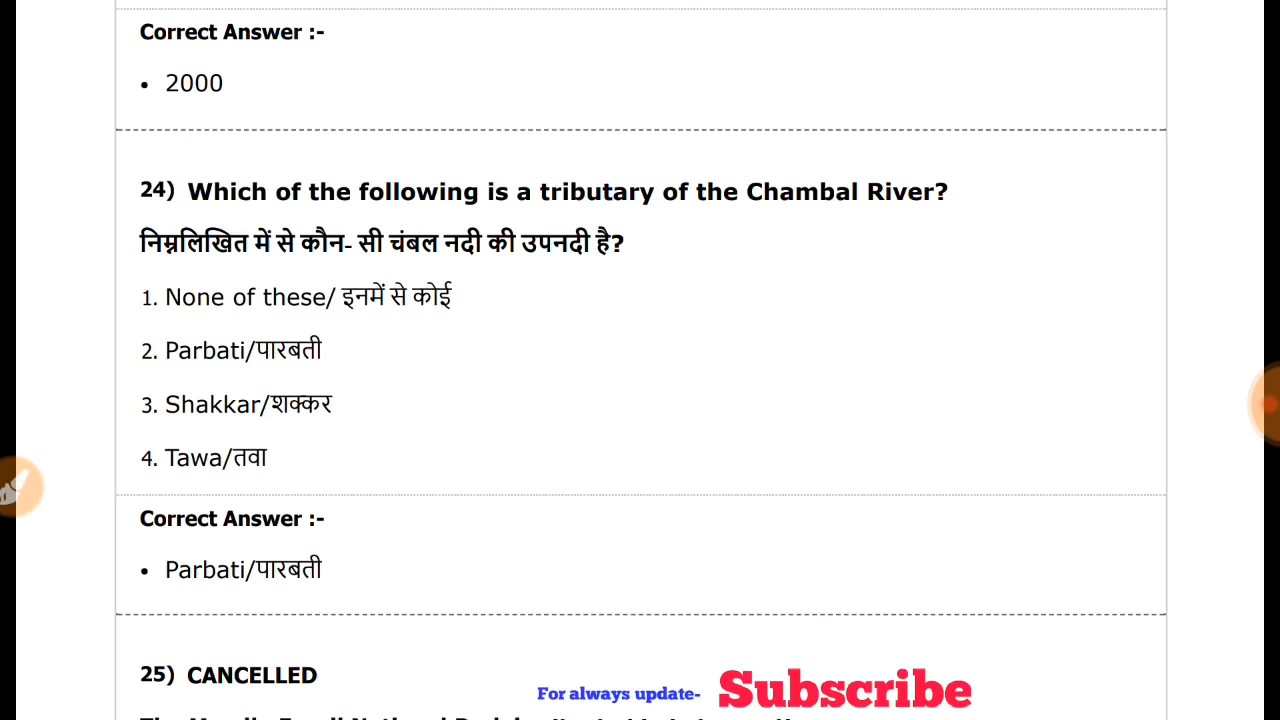 Correct Answer :-
• 2000
24) Which of the following is a tributary of the Chambal River?
निम्नलिखित में से कौन- सी चंबल नदी की उपनदी है?
1. None of these/ इनमें से कोई
2. Parbati/पारबती
3. Shakkar/शक्कर
4. Tawa/तवा
Correct Answer :-
• Parbati/पारबती
25) CANCELLED
For always update- Subscribe